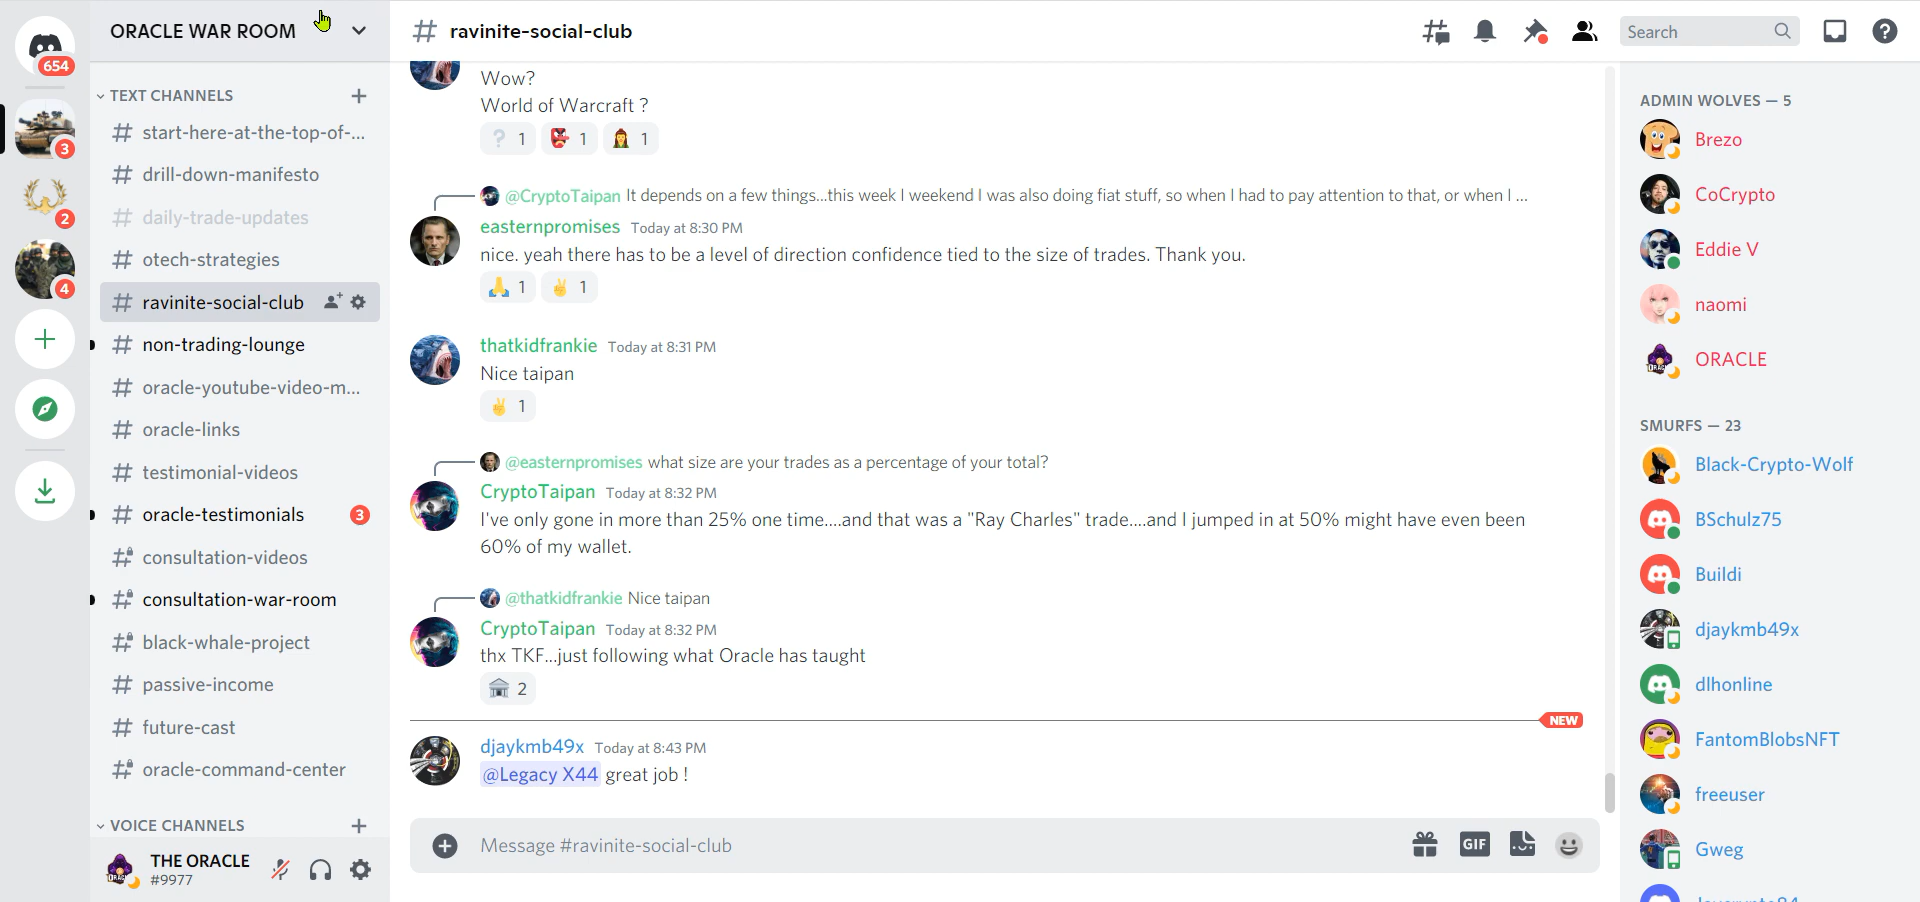 654
3
2
4
ORACLE WAR ROOM
TEXT CHANNELS
start-here-at-the-top-of-...
drill-down-manifesto
daily-trade-updates
otech-strategies
ravinite-social-club
non-trading-lounge
oracle-youtube-video-m...
oracle-links
testimonial-videos
oracle-testimonials 3
consultation-videos
consultation-war-room
black-whale-project
passive-income
future-cast
oracle-command-center
VOICE CHANNELS
THE ORACLE
#9977
# ravinite-social-club
Search
Wow?
World of Warcraft ?
1 1 1
@CryptoTaipan It depends on a few things...this week I weekend I was also doing fiat stuff, so when I had to pay attention to that, or when I ...
easternpromises Today at 8:30 PM
nice. yeah there has to be a level of direction confidence tied to the size of trades. Thank you.
1 1
thatkidfrankie Today at 8:31 PM
Nice taipan
1
@easternpromises what size are your trades as a percentage of your total?
CryptoTaipan Today at 8:32 PM
I've only gone in more than 25% one time....and that was a "Ray Charles" trade....and I jumped in at 50% might have even been
60% of my wallet.
@thatkidfrankie Nice taipan
CryptoTaipan Today at 8:32 PM
thx TKF...just following what Oracle has taught
2
NEW
djaykmb49x Today at 8:43 PM
@Legacy X44 great job !
Message #ravinite-social-club
GIF
ADMIN WOLVES — 5
Brezo
CoCrypto
Eddie V
naomi
ORACLE
SMURFS — 23
Black-Crypto-Wolf
BSchulz75
Buildi
djaykmb49x
dlhonline
FantomBlobsNFT
freeuser
Gweg